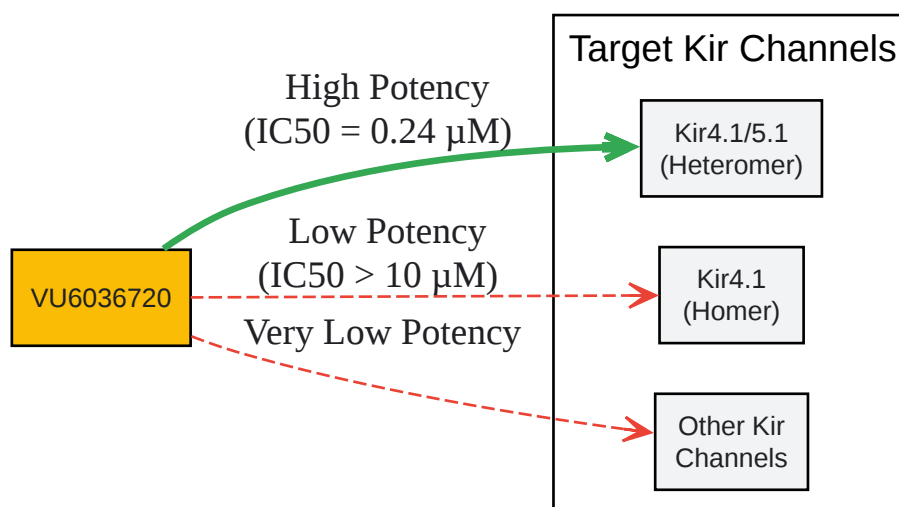 Target Kir Channels
High Potency
(IC50 = 0.24 µM)
Kir4.1/5.1
(Heteromer)
VU6036720
Low Potency
(IC50 > 10 µM)
Kir4.1
(Homer)
Very Low Potency
Other Kir
Channels